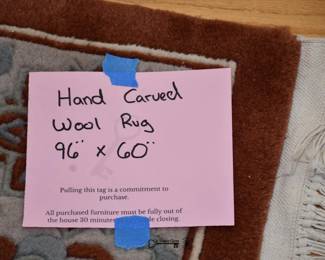 Hand Carved
Wool Rug
96" x 60"
Pulling this tag is a commitment to
purchase.
All purchased furniture must be fully out of
the house 30 minutes closing.